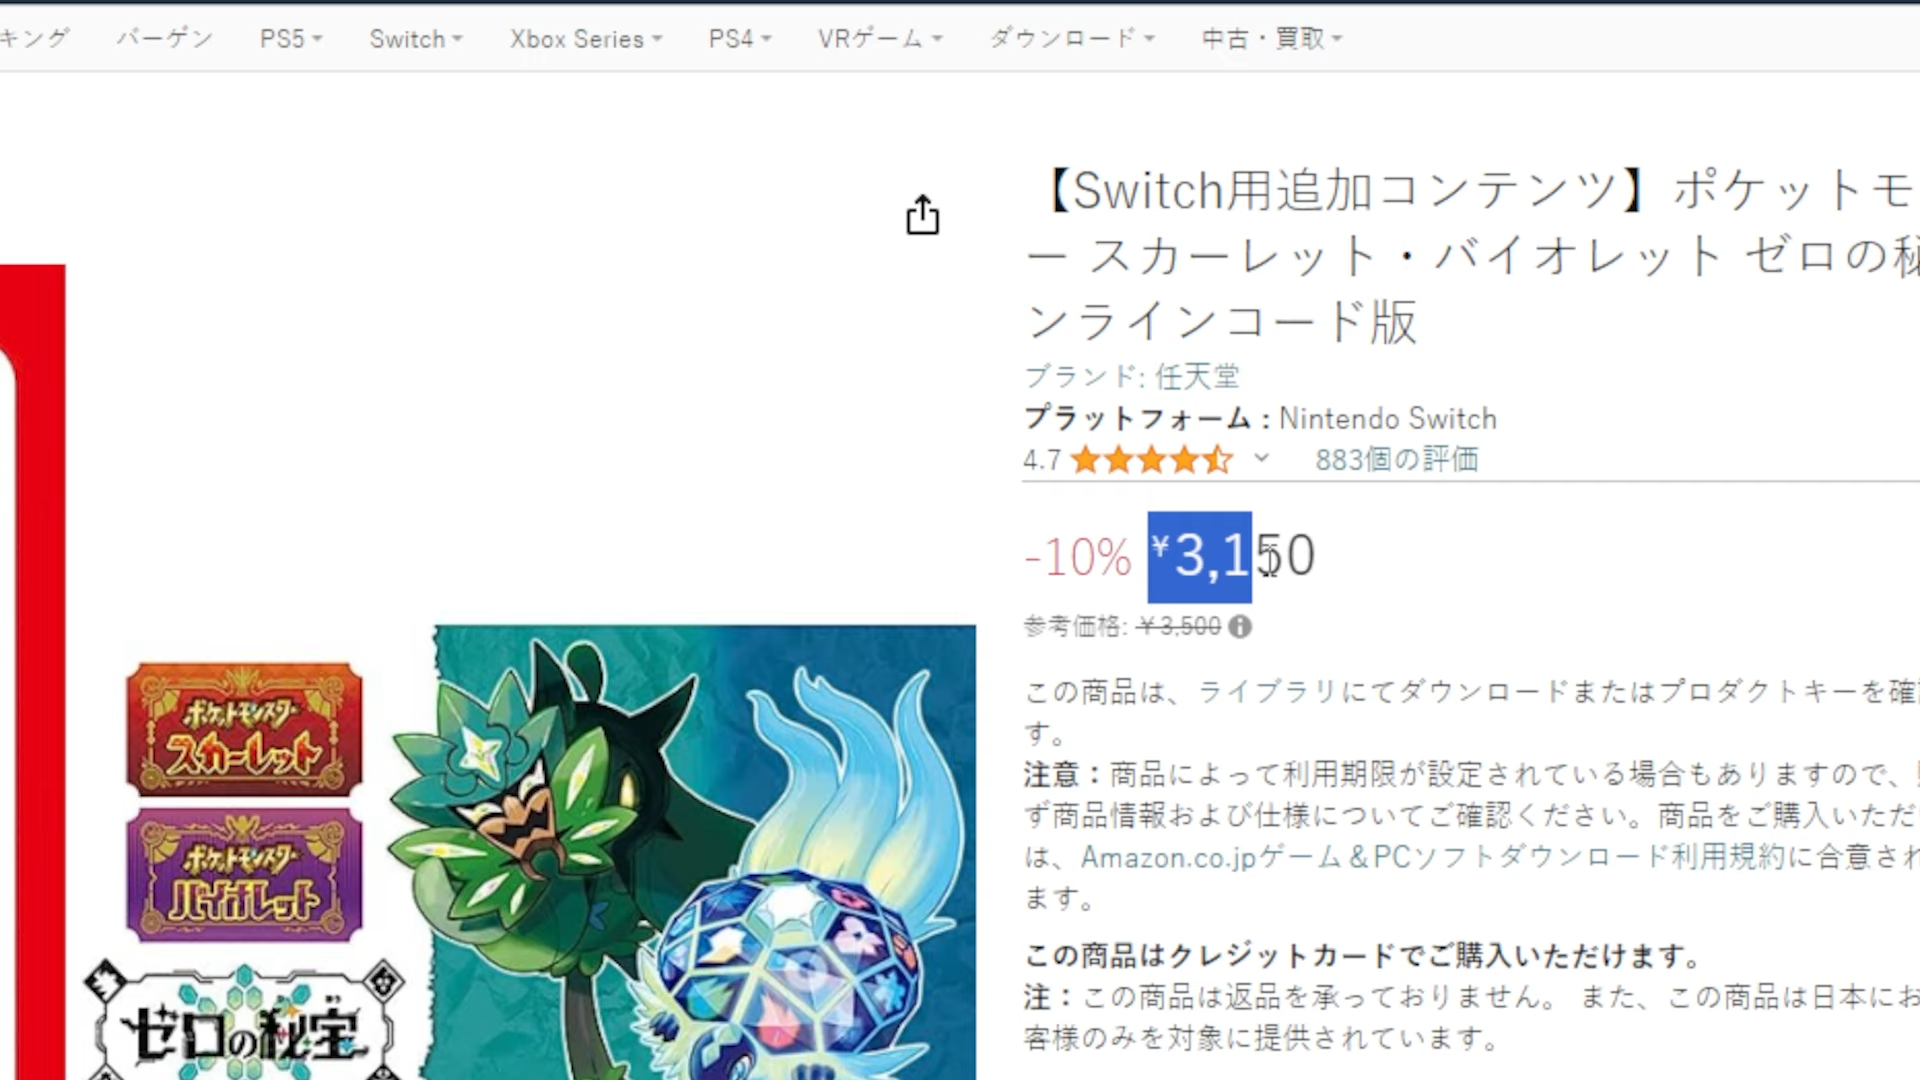 キング バーゲン PS5 Switch Xbox Series PS4 VRゲーム ダウンロード 中古・買取
【Switch用追加コンテンツ】ポケットモ
ー スカーレット・バイオレット ゼロの秘
ンラインコード版
ブランド: 任天堂
プラットフォーム : Nintendo Switch
4.7 883個の評価
-10% ¥3,150
参考価格: ¥3,500
この商品は、ライブラリにてダウンロードまたはプロダクトキーを確認
す。
注意：商品によって利用期限が設定されている場合もありますので、
ず商品情報および仕様についてご確認ください。商品をご購入いただ
は、Amazon.co.jpゲーム＆PCソフトダウンロード利用規約に合意され
ます。
この商品はクレジットカードでご購入いただけます。
注：この商品は返品を承っておりません。 また、この商品は日本にお
客様のみを対象に提供されています。
ポケットモンスター
スカーレット
ポケットモンスター
バイオレット
ゼロの秘宝